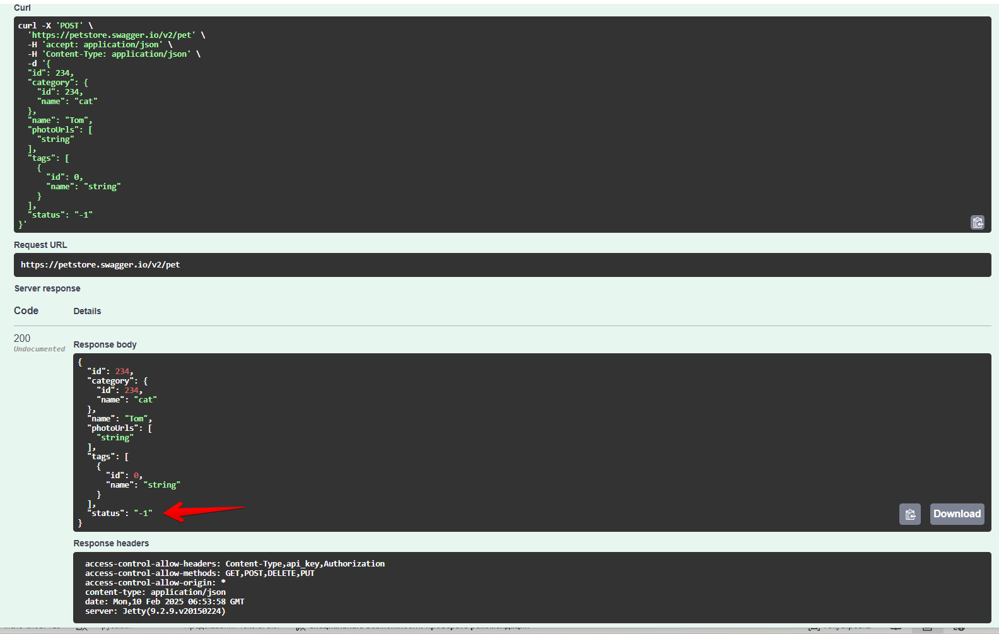 Curl
curl -X 'POST' \
  'https://petstore.swagger.io/v2/pet' \
  -H 'accept: application/json' \
  -H 'Content-Type: application/json' \
  -d '{
  "id": 234,
  "category": {
    "id": 234,
    "name": "cat"
  },
  "name": "Tom",
  "photoUrls": [
    "string"
  ],
  "tags": [
    {
      "id": 0,
      "name": "string"
    }
  ],
  "status": "-1"
}'
Request URL
https://petstore.swagger.io/v2/pet
Server response
Code Details
200
Undocumented
Response body
{
  "id": 234,
  "category": {
    "id": 234,
    "name": "cat"
  },
  "name": "Tom",
  "photoUrls": [
    "string"
  ],
  "tags": [
    {
      "id": 0,
      "name": "string"
    }
  ],
  "status": "-1"
}
Download
Response headers
access-control-allow-headers: Content-Type,api_key,Authorization
access-control-allow-methods: GET,POST,DELETE,PUT
access-control-allow-origin: *
content-type: application/json
date: Mon,10 Feb 2025 06:53:58 GMT
server: Jetty(9.2.9.v20150224)